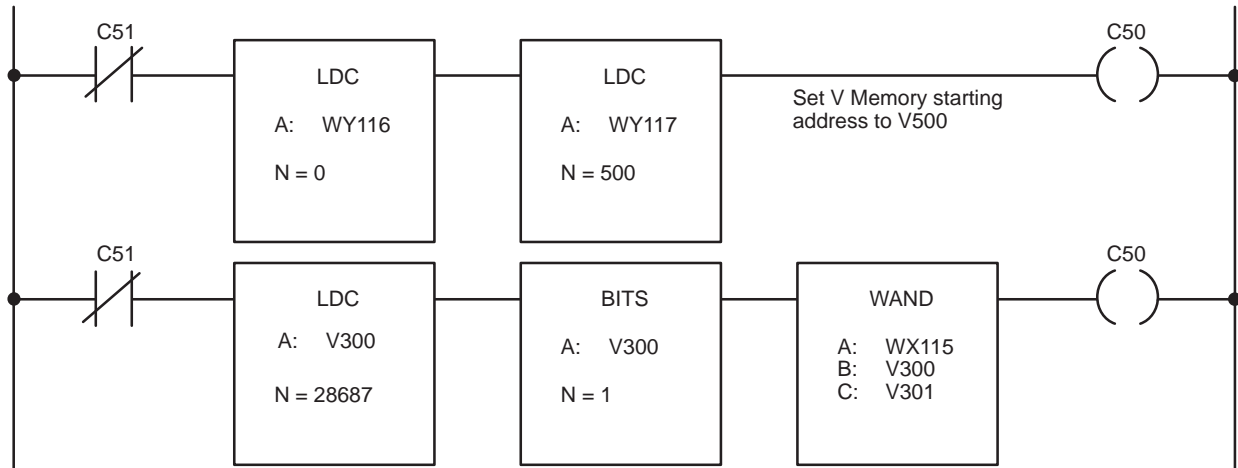 C51
C50
LDC
LDC
Set V Memory starting
address to V500
A: WY116
A: WY117
N = 0
N = 500
C51
C50
LDC
BITS
WAND
A: V300
A: V300
A: WX115
B: V300
C: V301
N = 28687
N = 1